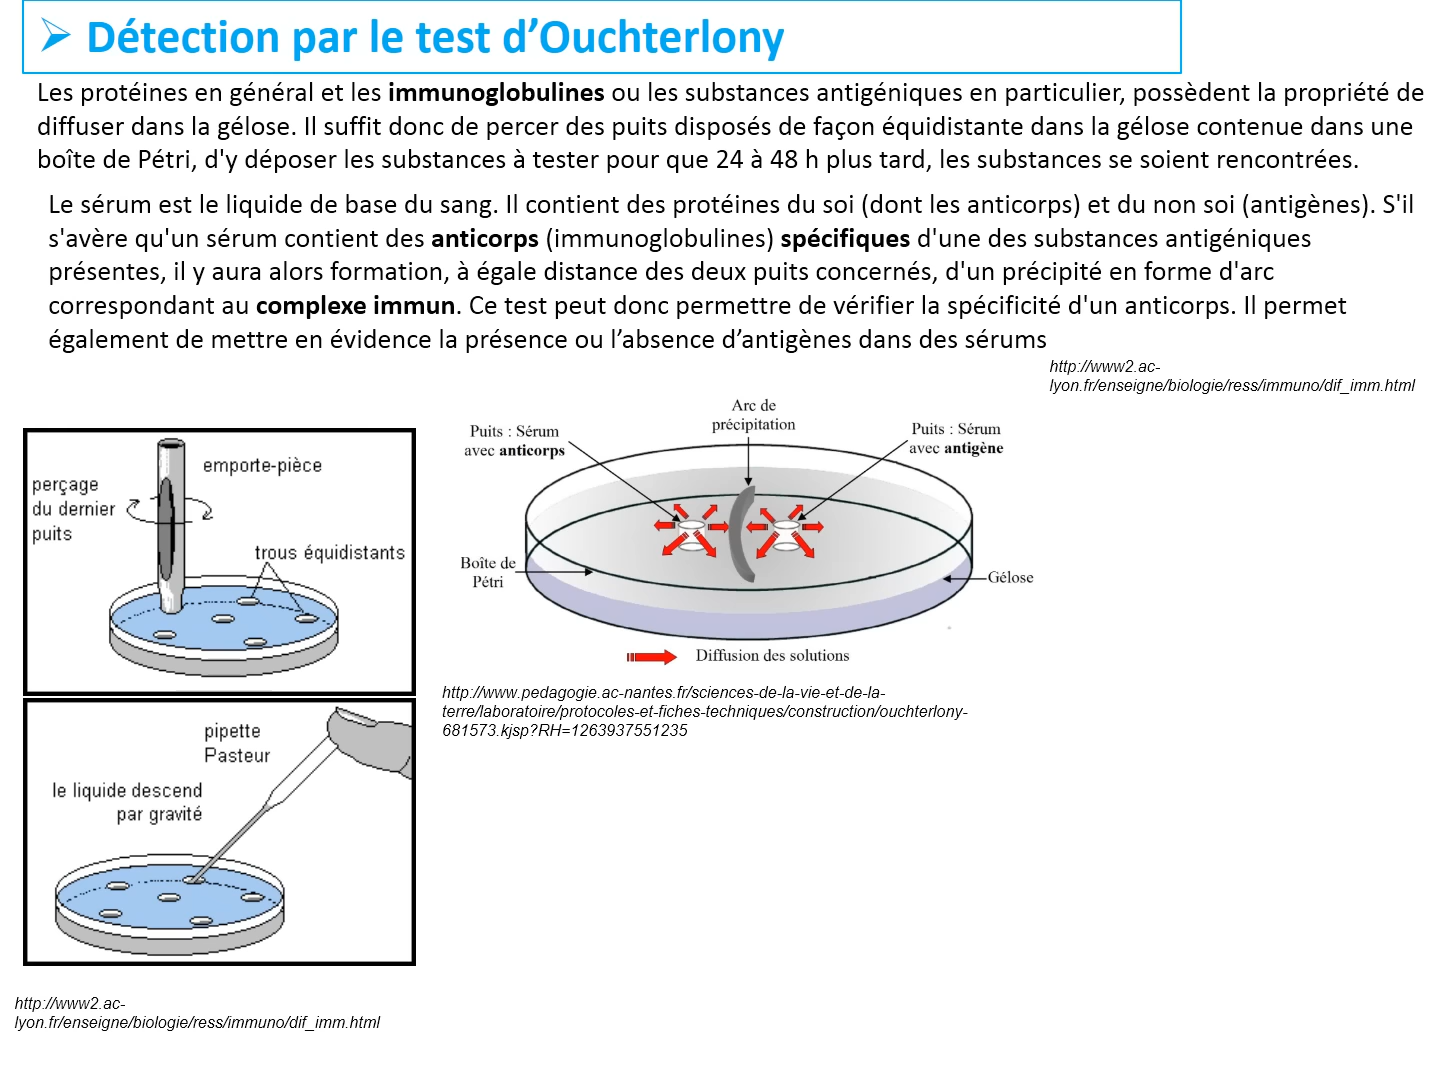 ➢ Détection par le test d’Ouchterlony
Les protéines en général et les immunoglobulines ou les substances antigéniques en particulier, possèdent la propriété de
diffuser dans la gélose. Il suffit donc de percer des puits disposés de façon équidistante dans la gélose contenue dans une
boîte de Pétri, d'y déposer les substances à tester pour que 24 à 48 h plus tard, les substances se soient rencontrées.
Le sérum est le liquide de base du sang. Il contient des protéines du soi (dont les anticorps) et du non soi (antigènes). S'il
s'avère qu'un sérum contient des anticorps (immunoglobulines) spécifiques d'une des substances antigéniques
présentes, il y aura alors formation, à égale distance des deux puits concernés, d'un précipité en forme d'arc
correspondant au complexe immun. Ce test peut donc permettre de vérifier la spécificité d'un anticorps. Il permet
également de mettre en évidence la présence ou l’absence d’antigènes dans des sérums
http://www2.ac-
lyon.fr/enseigne/biologie/ress/immuno/dif_imm.html
emporte-pièce
perçage
du dernier
puits
trous équidistants
Puits : Sérum
avec anticorps
Arc de
précipitation
Puits : Sérum
avec antigène
Boîte de
Pétri
Gélose
Diffusion des solutions
http://www.pedagogie.ac-nantes.fr/sciences-de-la-vie-et-de-la-
terre/laboratoire/protocoles-et-fiches-techniques/construction/ouchterlony-
681573.kjsp?RH=1263937551235
pipette
Pasteur
le liquide descend
par gravité
http://www2.ac-
lyon.fr/enseigne/biologie/ress/immuno/dif_imm.html